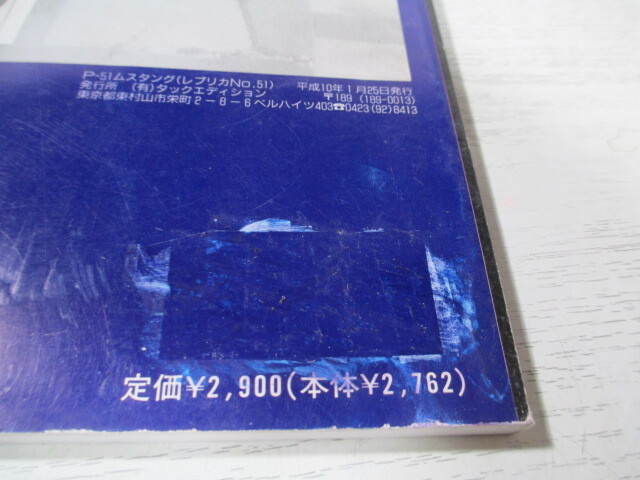 P-51ムスタング(レプリカNo.51) 平成10年1月25日発行
発行所 (有)タックエディション 〒189 (189-0013)
東京都東村山市栄町2-8-6ベルハイツ403☎0423(92)8413
定価¥2,900(本体¥2,762)